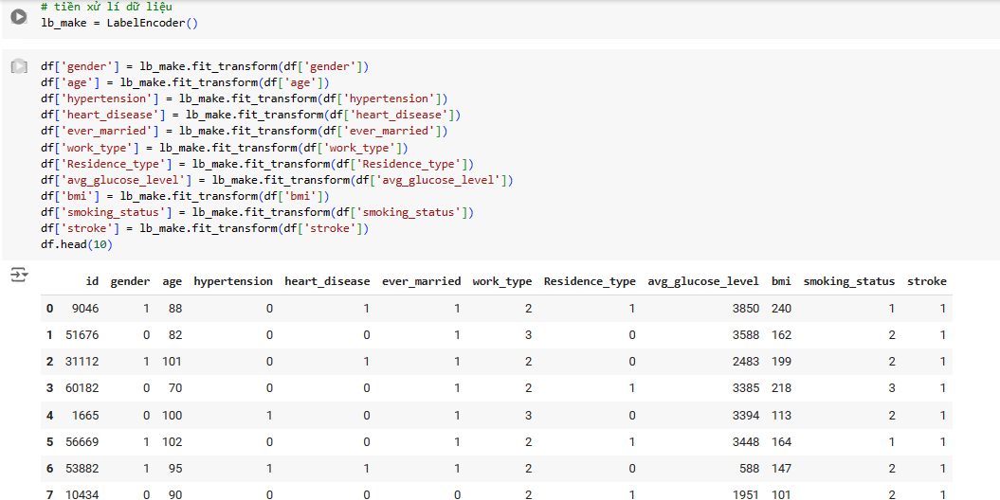 # tiền xử lí dữ liệu
lb_make = LabelEncoder()
df['gender'] = lb_make.fit_transform(df['gender'])
df['age'] = lb_make.fit_transform(df['age'])
df['hypertension'] = lb_make.fit_transform(df['hypertension'])
df['heart_disease'] = lb_make.fit_transform(df['heart_disease'])
df['ever_married'] = lb_make.fit_transform(df['ever_married'])
df['work_type'] = lb_make.fit_transform(df['work_type'])
df['Residence_type'] = lb_make.fit_transform(df['Residence_type'])
df['avg_glucose_level'] = lb_make.fit_transform(df['avg_glucose_level'])
df['bmi'] = lb_make.fit_transform(df['bmi'])
df['smoking_status'] = lb_make.fit_transform(df['smoking_status'])
df['stroke'] = lb_make.fit_transform(df['stroke'])
df.head(10)
id gender age hypertension heart_disease ever_married work_type Residence_type avg_glucose_level bmi smoking_status stroke
0 9046 1 88 0 1 1 2 1 3850 240 1 1
1 51676 0 82 0 0 1 3 0 3588 162 2 1
2 31112 1 101 0 1 1 2 0 2483 199 2 1
3 60182 0 70 0 0 1 2 1 3385 218 3 1
4 1665 0 100 1 0 1 3 0 3394 113 2 1
5 56669 1 102 0 0 1 2 1 3448 164 1 1
6 53882 1 95 1 1 1 2 0 588 147 2 1
7 10434 0 90 0 0 0 2 1 1951 101 2 1